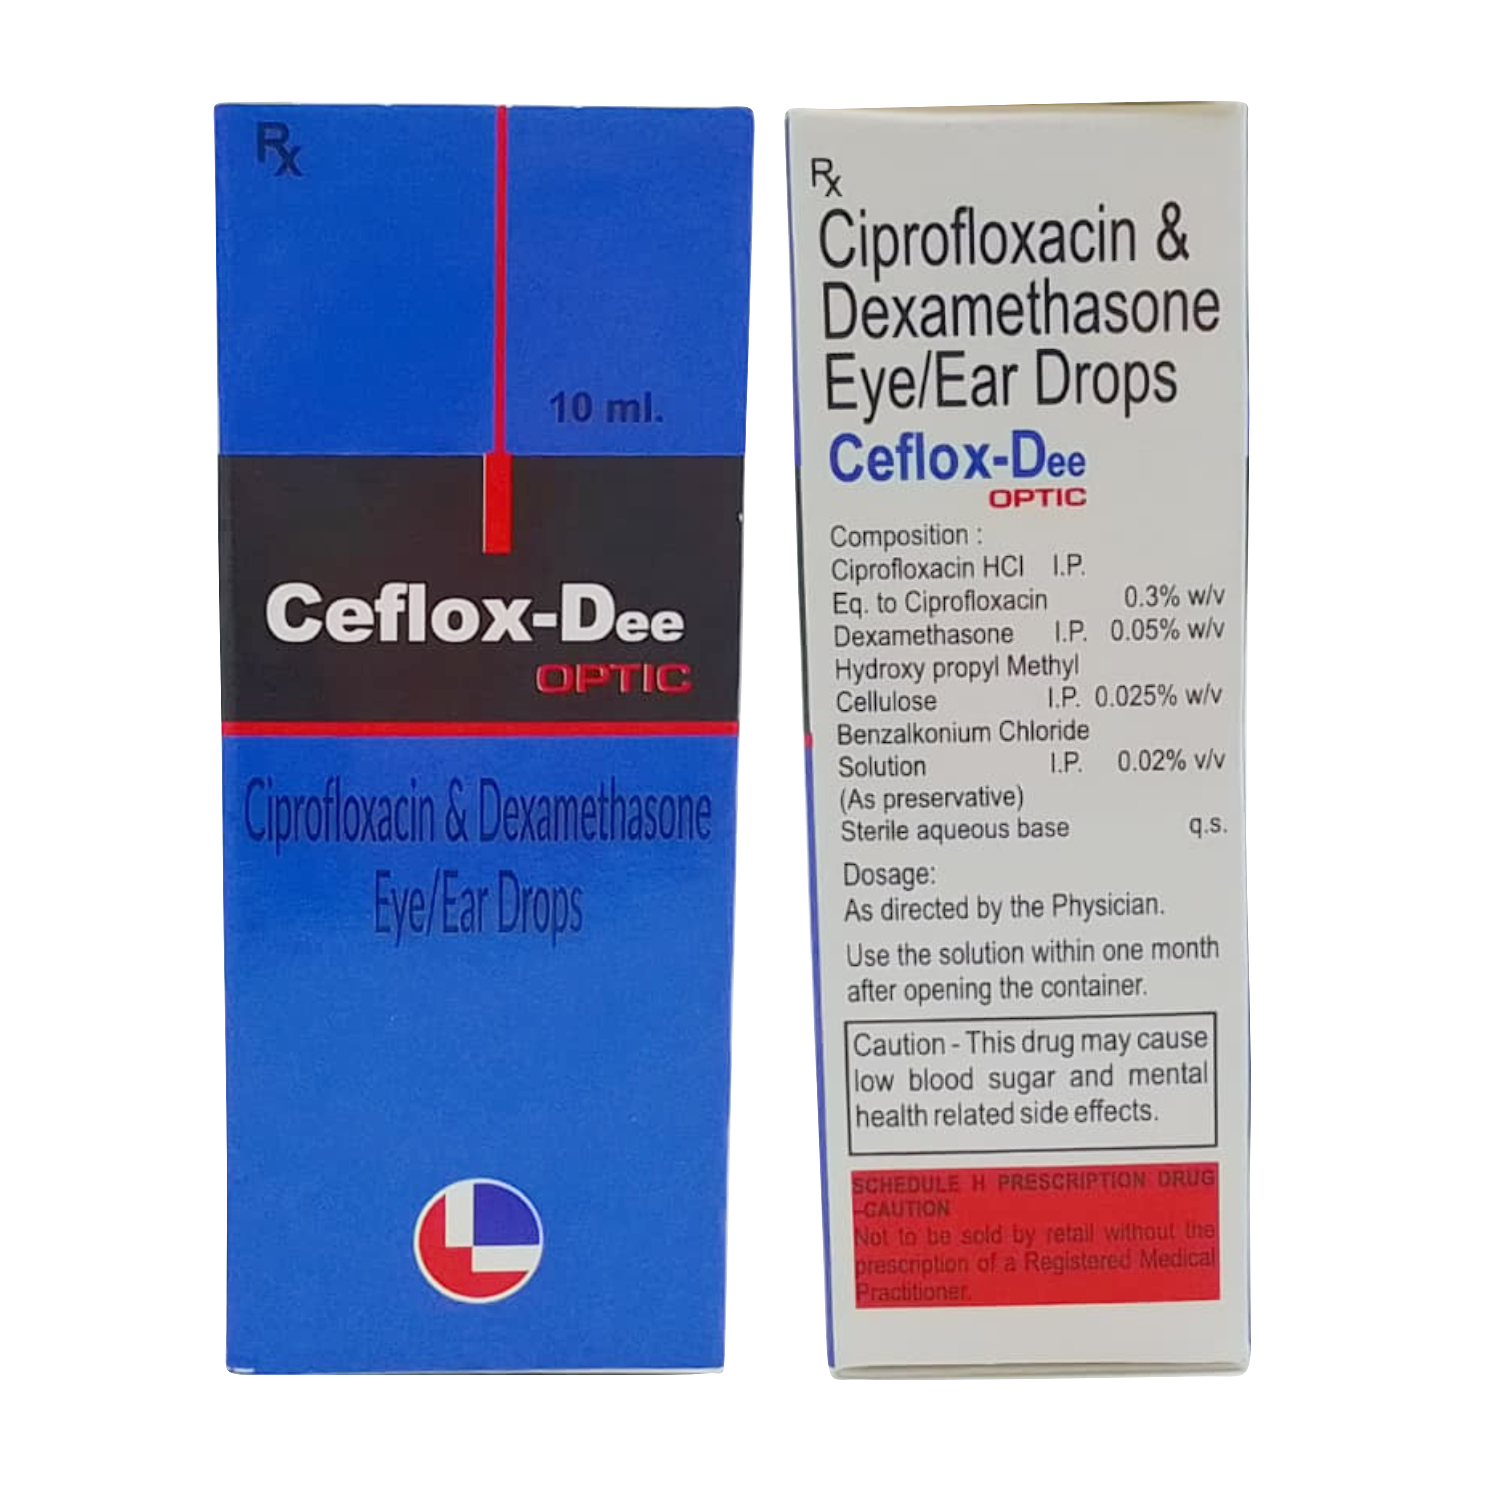 Rx
10 ml.
Ceflox-Dee
OPTIC
Ciprofloxacin & Dexamethasone
Eye/Ear Drops
Rx
Ciprofloxacin &
Dexamethasone
Eye/Ear Drops
Ceflox-Dee
OPTIC
Composition :
Ciprofloxacin HCl I.P.
Eq. to Ciprofloxacin 0.3% w/v
Dexamethasone I.P. 0.05% w/v
Hydroxy propyl Methyl
Cellulose I.P. 0.025% w/v
Benzalkonium Chloride
Solution I.P. 0.02% v/v
(As preservative)
Sterile aqueous base q.s.
Dosage:
As directed by the Physician.
Use the solution within one month
after opening the container.
Caution - This drug may cause
low blood sugar and mental
health related side effects.
SCHEDULE H PRESCRIPTION DRUG
-CAUTION
Not to be sold by retail without the
prescription of a Registered Medical
Practitioner.